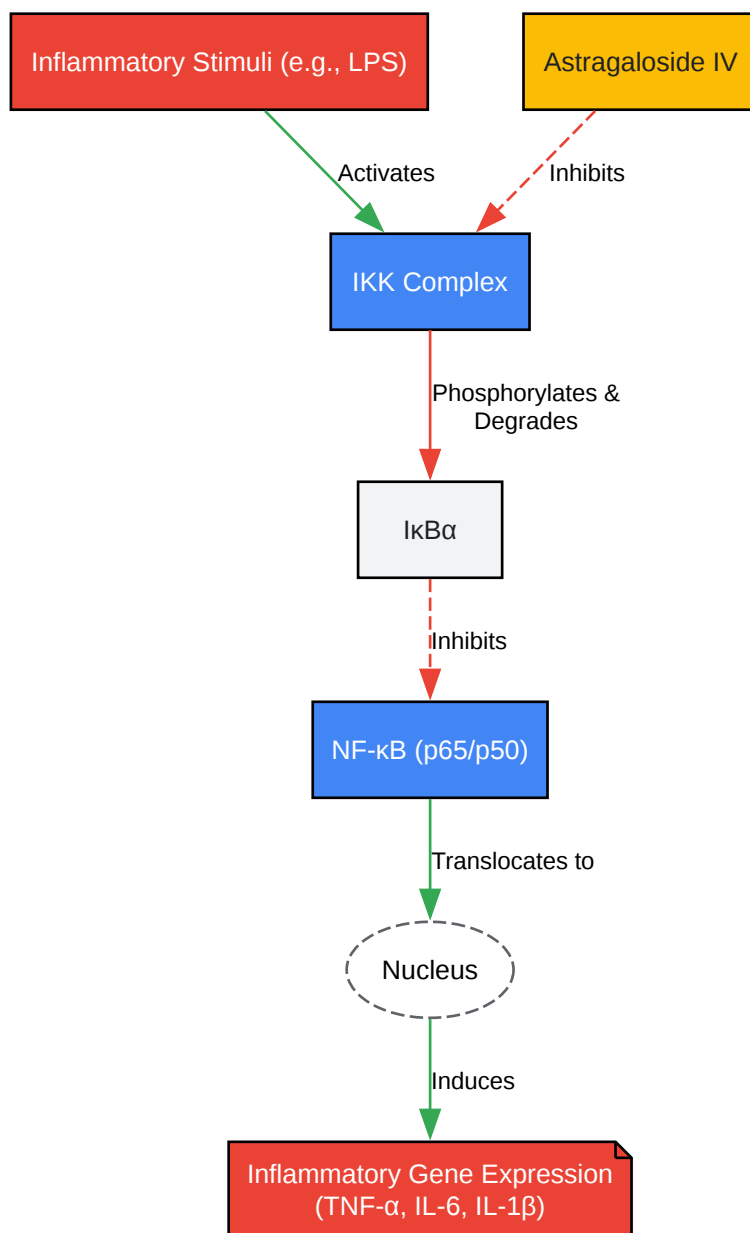 Inflammatory Stimuli (e.g., LPS)
Astragaloside IV
Activates
Inhibits
IKK Complex
Phosphorylates &
Degrades
IκBα
Inhibits
NF-κB (p65/p50)
Translocates to
Nucleus
Induces
Inflammatory Gene Expression
(TNF-α, IL-6, IL-1β)